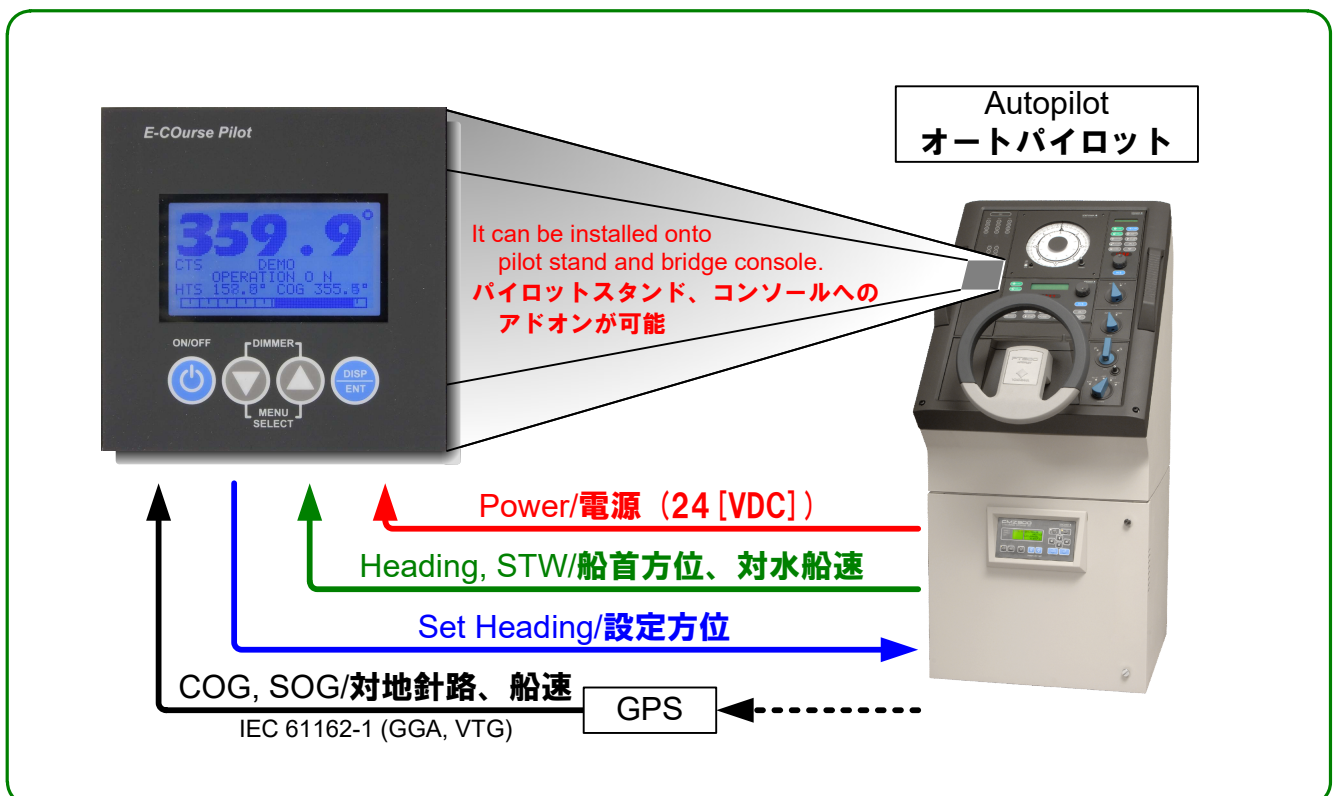 E-COurse Pilot
359.9°
CTS DEMO
OPERATION O N
COG 355.
ON/OFF
DIMMER
DISP
ENT
MENU
SELECT
It can be installed onto
pilot stand and bridge console.
パイロットスタンド、コンソールへの
アドオンが可能
Autopilot
オートパイロット
Power/電源（24[VDC]）
Heading, STW/船首方位、対水船速
Set Heading/設定方位
COG, SOG/対地針路、船速
IEC 61162-1 (GGA, VTG)
GPS